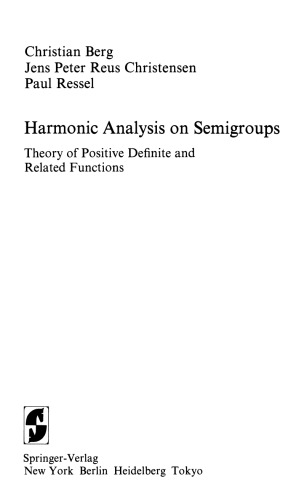 Christian Berg
Jens Peter Reus Christensen
Paul Ressel
Harmonic Analysis on Semigroups
Theory of Positive Definite and
Related Functions
Springer-Verlag
New York Berlin Heidelberg Tokyo